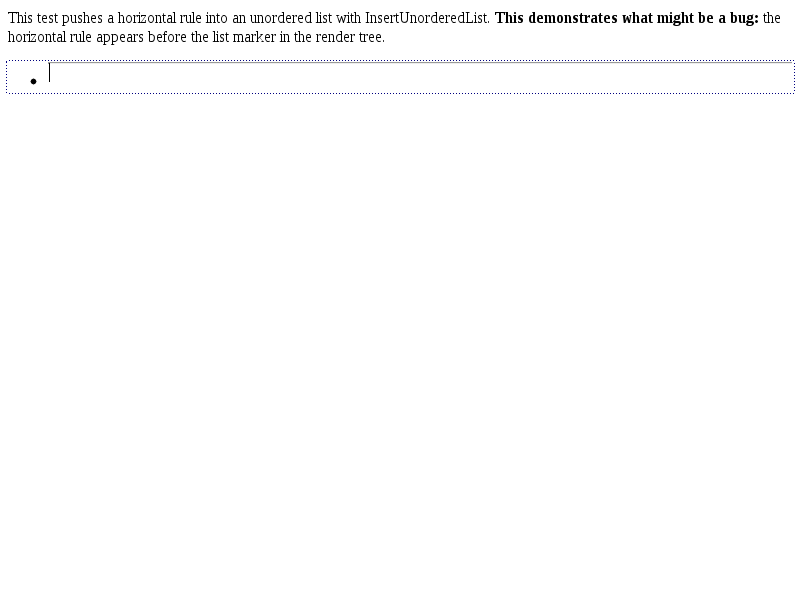 This test pushes a horizontal rule into an unordered list with InsertUnorderedList. This demonstrates what might be a bug: the
horizontal rule appears before the list marker in the render tree.